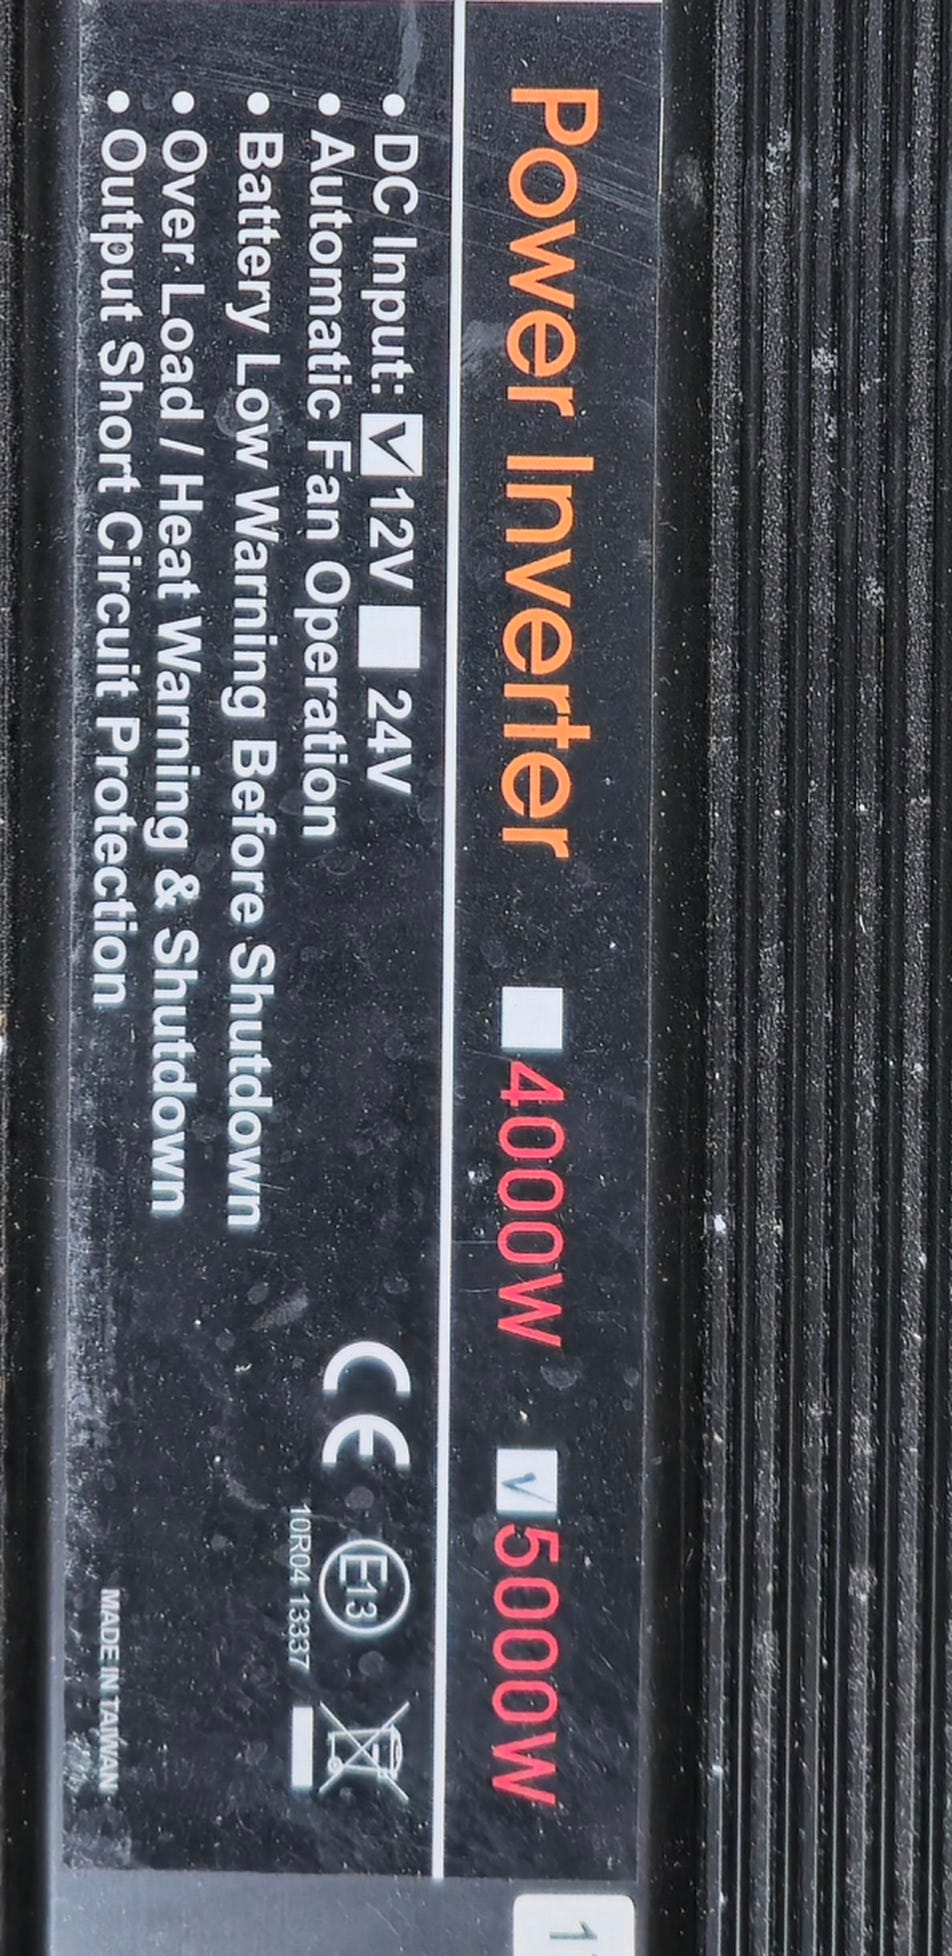 Power Inverter 4000W 5000W
• DC Input: 12V 24V
• Automatic Fan Operation
• Battery Low Warning Before Shutdown
• Over Load / Heat Warning & Shutdown
• Output Short Circuit Protection
CE E13
10R04 13337
MADE IN TAIWAN